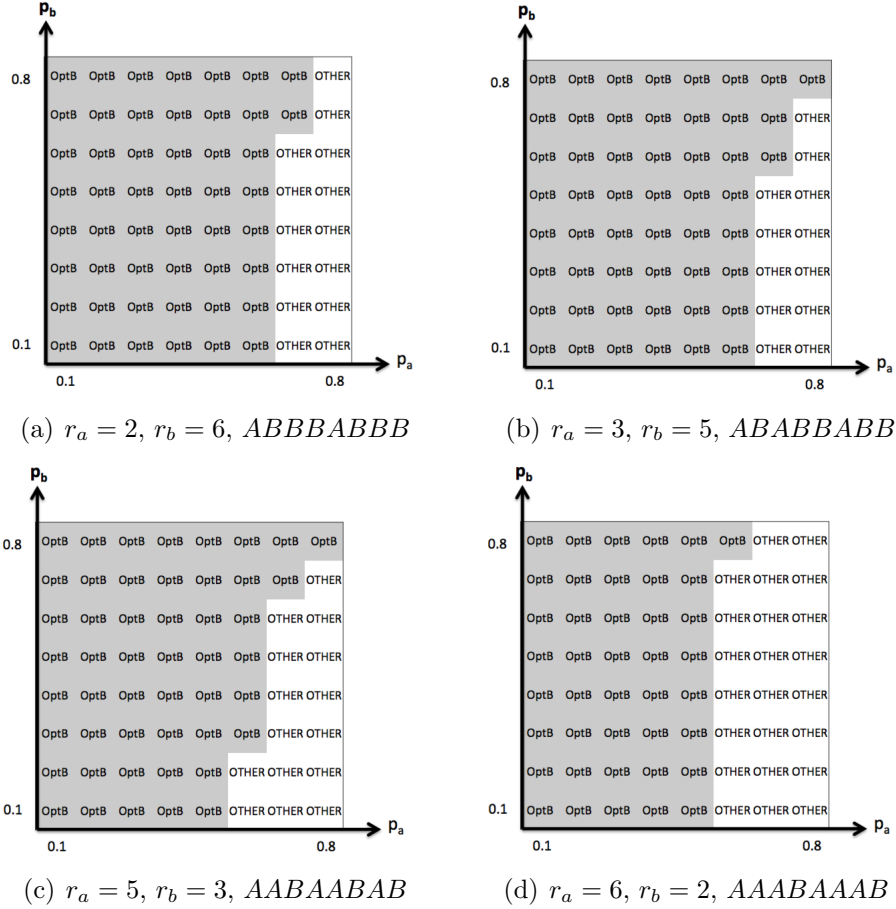 p_b p_b
0.8 OptB OptB OptB OptB OptB OptB OptB OTHER
OptB OptB OptB OptB OptB OptB OptB OTHER
OptB OptB OptB OptB OptB OptB OTHER OTHER
OptB OptB OptB OptB OptB OptB OTHER OTHER
OptB OptB OptB OptB OptB OptB OTHER OTHER
OptB OptB OptB OptB OptB OptB OTHER OTHER
OptB OptB OptB OptB OptB OptB OTHER OTHER
0.1 OptB OptB OptB OptB OptB OptB OTHER OTHER
p_a
0.1 0.8
(a) r_a = 2, r_b = 6, ABBBABBB
0.8 OptB OptB OptB OptB OptB OptB OptB OptB
OptB OptB OptB OptB OptB OptB OptB OTHER
OptB OptB OptB OptB OptB OptB OptB OTHER
OptB OptB OptB OptB OptB OptB OTHER OTHER
OptB OptB OptB OptB OptB OptB OTHER OTHER
OptB OptB OptB OptB OptB OptB OTHER OTHER
OptB OptB OptB OptB OptB OptB OTHER OTHER
0.1 OptB OptB OptB OptB OptB OptB OTHER OTHER
p_a
0.1 0.8
(b) r_a = 3, r_b = 5, ABABBABB
p_b p_b
0.8 OptB OptB OptB OptB OptB OptB OptB OptB
OptB OptB OptB OptB OptB OptB OptB OTHER
OptB OptB OptB OptB OptB OptB OTHER OTHER
OptB OptB OptB OptB OptB OptB OTHER OTHER
OptB OptB OptB OptB OptB OptB OTHER OTHER
OptB OptB OptB OptB OptB OptB OTHER OTHER
OptB OptB OptB OptB OptB OTHER OTHER OTHER
0.1 OptB OptB OptB OptB OptB OTHER OTHER OTHER
p_a
0.1 0.8
(c) r_a = 5, r_b = 3, AABAABAB
0.8 OptB OptB OptB OptB OptB OptB OTHER OTHER
OptB OptB OptB OptB OptB OTHER OTHER OTHER
OptB OptB OptB OptB OptB OTHER OTHER OTHER
OptB OptB OptB OptB OptB OTHER OTHER OTHER
OptB OptB OptB OptB OptB OTHER OTHER OTHER
OptB OptB OptB OptB OptB OTHER OTHER OTHER
OptB OptB OptB OptB OptB OTHER OTHER OTHER
0.1 OptB OptB OptB OptB OptB OTHER OTHER OTHER
p_a
0.1 0.8
(d) r_a = 6, r_b = 2, AAABAAAB